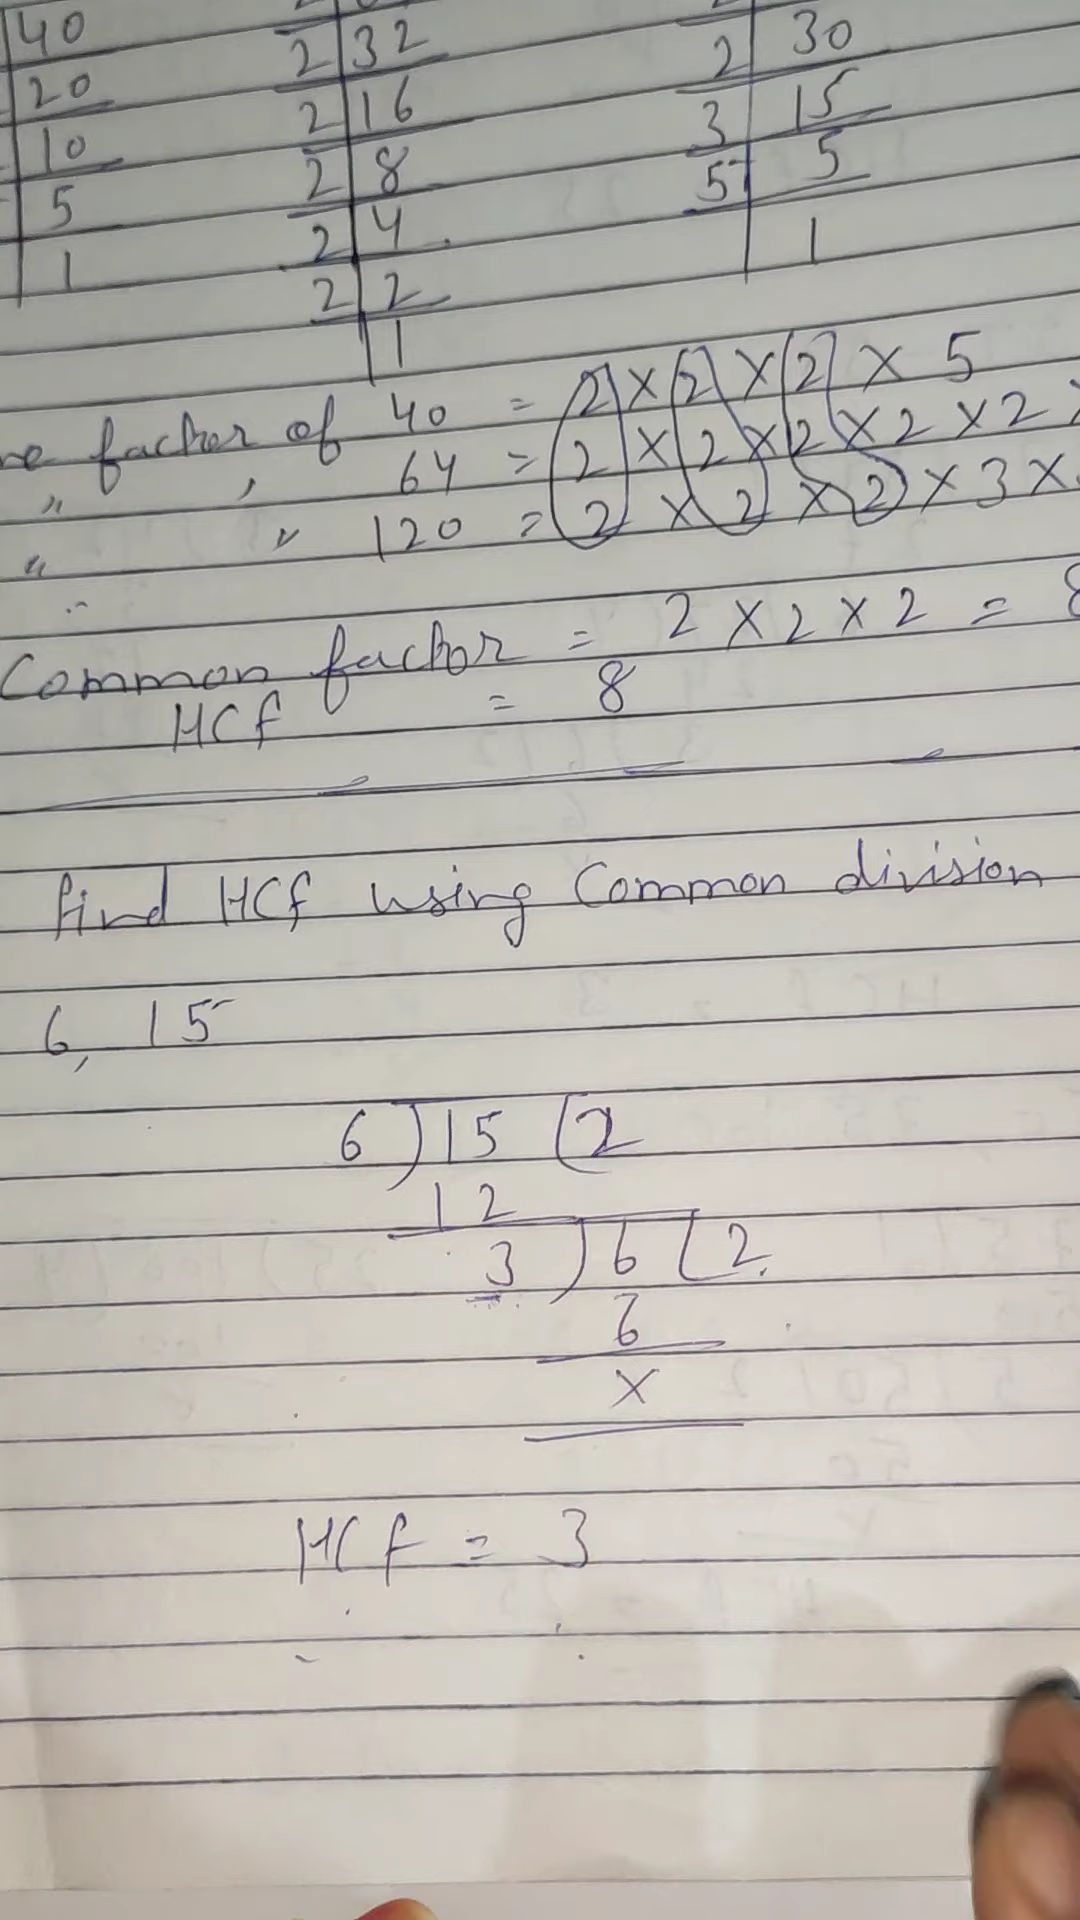 40
20
10
5
1
2 | 32
2 | 16
2 | 8
2 | 4
2 | 2
1
2 | 30
3 | 15
5 | 5
1
factor of 40 = 2 × 2 × 2 × 5
" , 64 = 2 × 2 × 2 × 2 × 2 ×
" " 120 = 2 × 2 × 2 × 3 ×
Common factor = 2 × 2 × 2 = 8
HCf = 8
find HCf using Common division
6, 15
6 ) 15 ( 2
12
3 ) 6 ( 2
6
×
HCf = 3